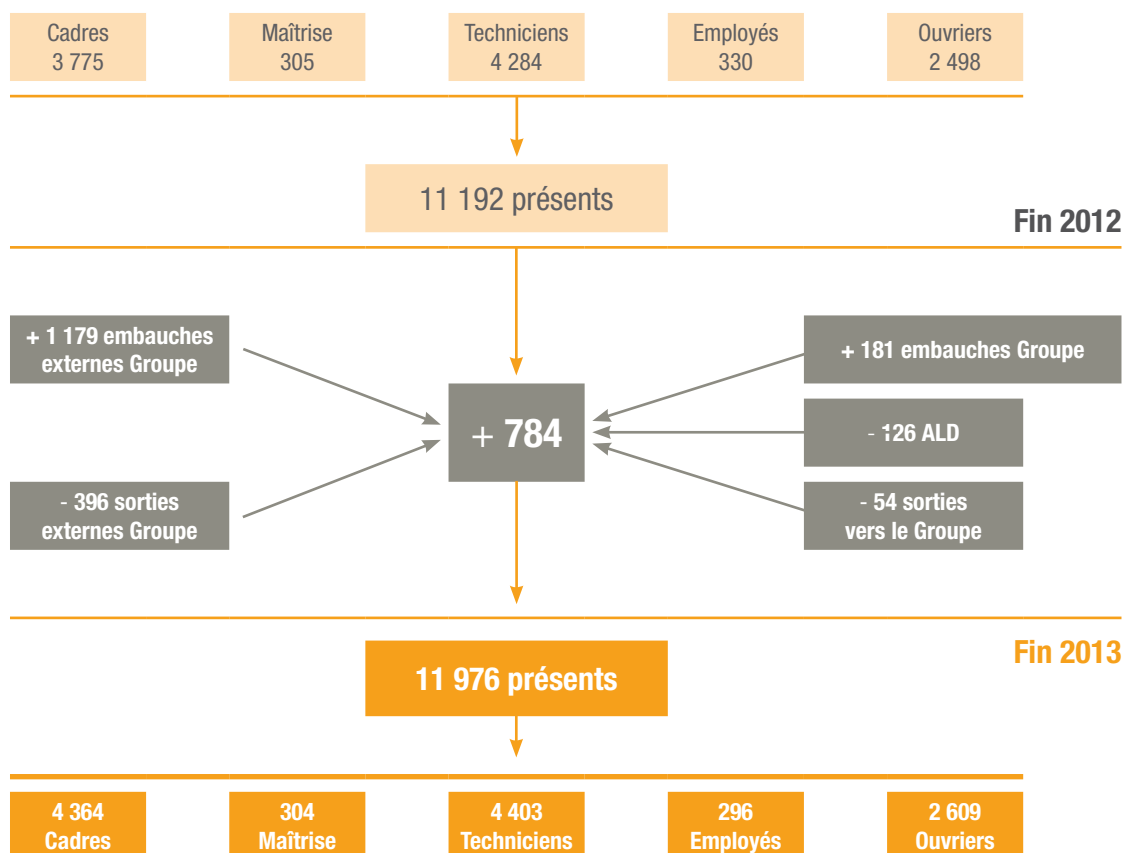 Cadres
3 775
Maîtrise
305
Techniciens
4 284
Employés
330
Ouvriers
2 498
11 192 présents
Fin 2012
+ 1 179 embauches
externes Groupe
+ 181 embauches Groupe
+ 784
- 126 ALD
- 396 sorties
externes Groupe
- 54 sorties
vers le Groupe
Fin 2013
11 976 présents
4 364
Cadres
304
Maîtrise
4 403
Techniciens
296
Employés
2 609
Ouvriers